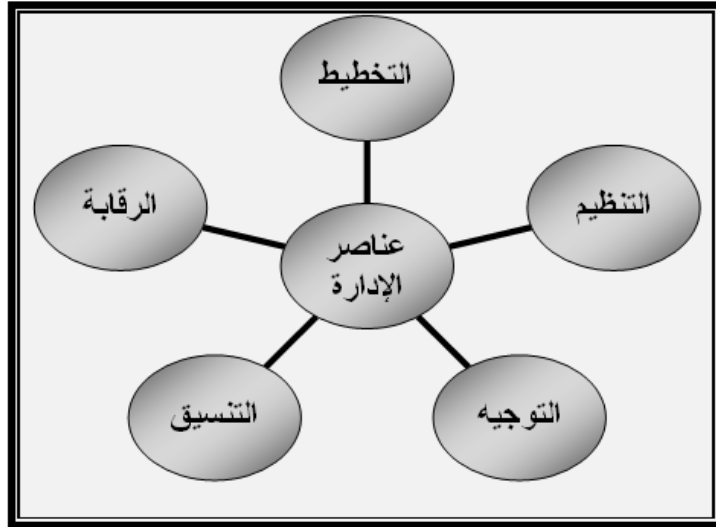 التخطيط
التنظيم
الرقابة
عناصر
الإدارة
التوجيه
التنسيق